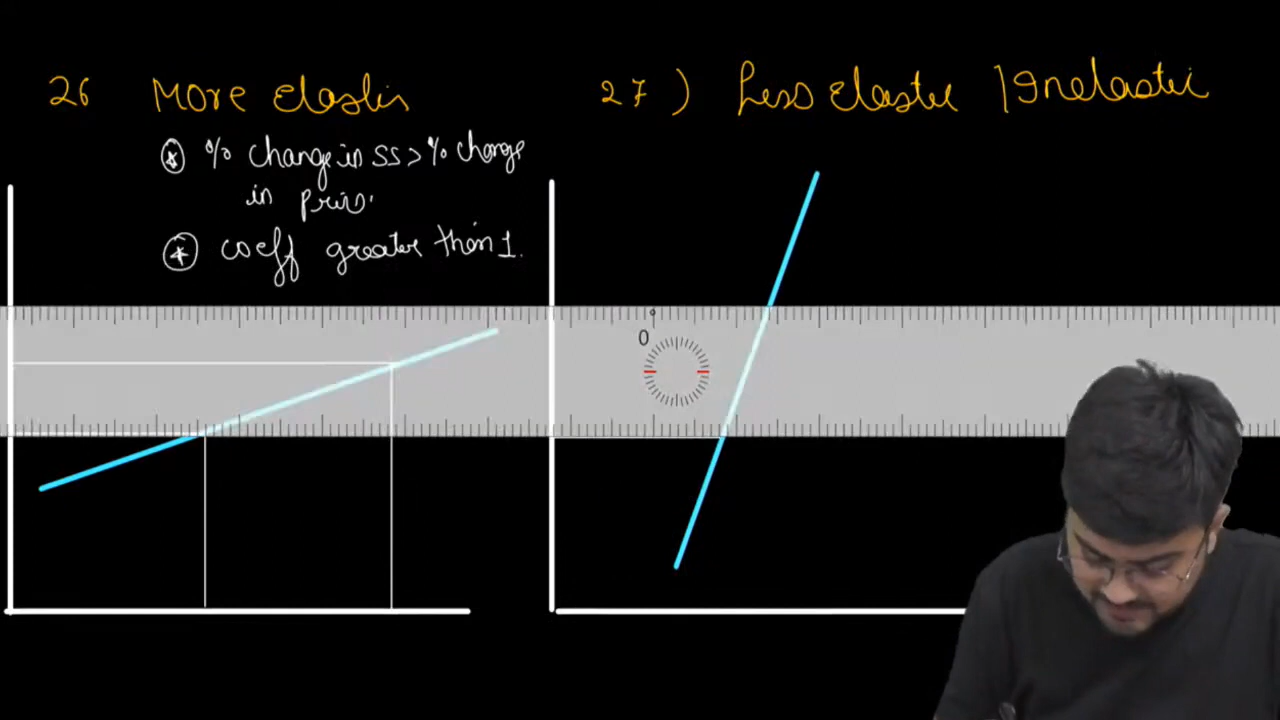 26 More Elastic
% change in SS > % change
in price.
coeff greater than 1.
27) Less elastic / Inelastic
0